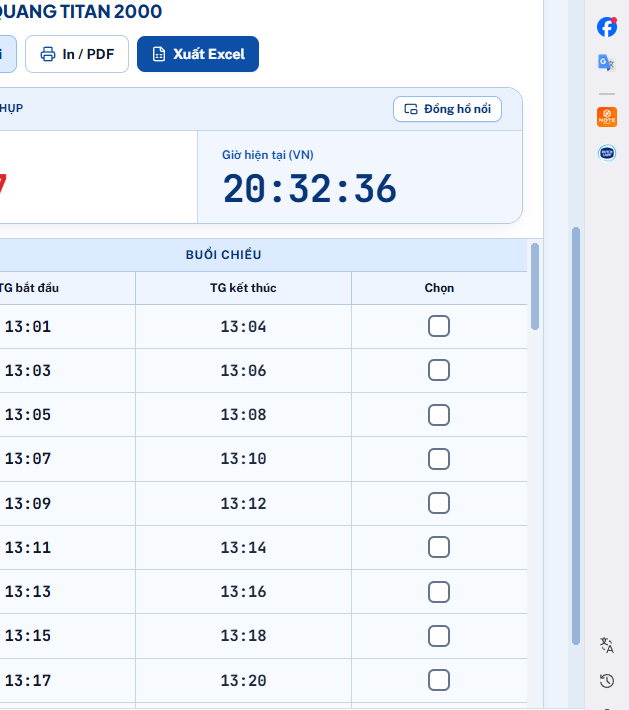 QUANG TITAN 2000
i
In / PDF
Xuất Excel
HỤP
Đồng hồ nổi
7
Giờ hiện tại (VN)
20:32:36
BUỔI CHIỀU
TG bắt đầu
TG kết thúc
Chọn
13:01
13:04
13:03
13:06
13:05
13:08
13:07
13:10
13:09
13:12
13:11
13:14
13:13
13:16
13:15
13:18
13:17
13:20
NOTE